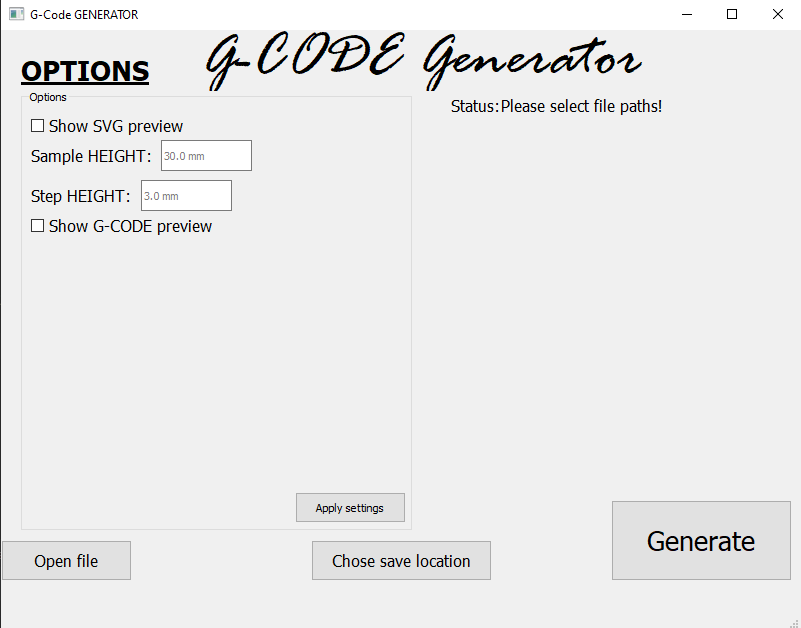 G-Code GENERATOR
G-CODE Generator
OPTIONS
Options
Status:Please select file paths!
Show SVG preview
Sample HEIGHT: 30.0 mm
Step HEIGHT: 3.0 mm
Show G-CODE preview
Apply settings
Open file
Chose save location
Generate